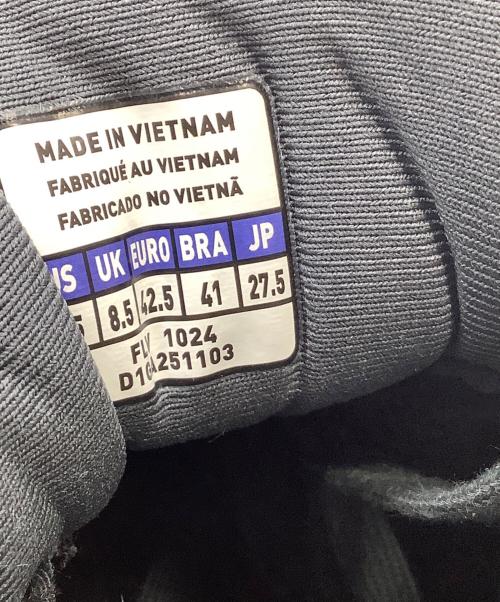 MADE IN VIETNAM
FABRIQUÉ AU VIETNAM
FABRICADO NO VIETNÃ
UK EURO BRA JP
8.5 42.5 41 27.5
1024